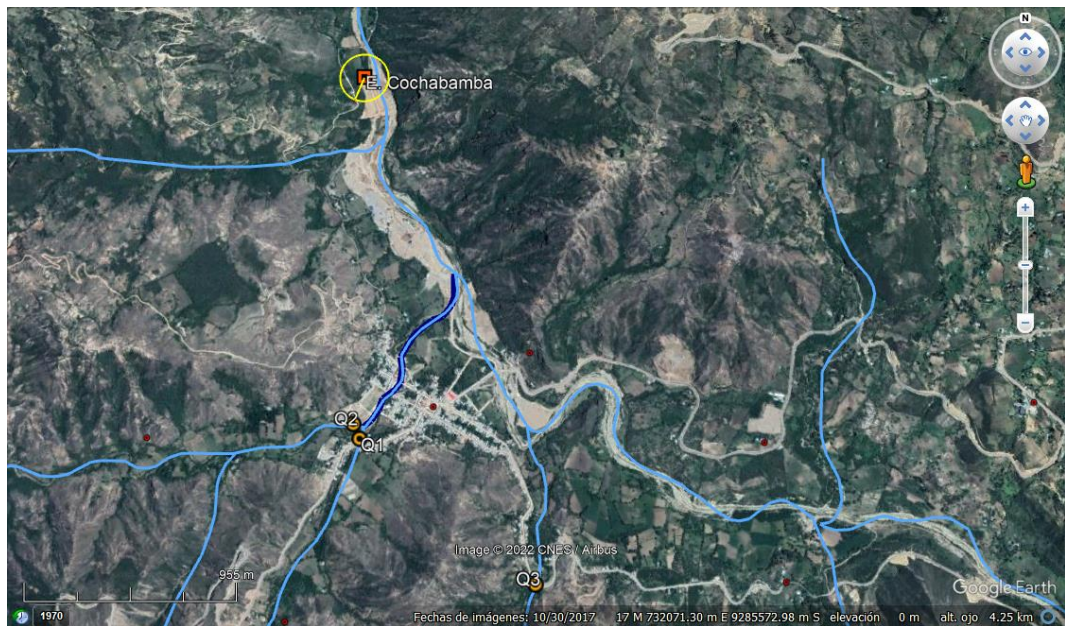 N
E. Cochabamba
Q2
Q1
Image © 2022 CNES / Airbus
955 m
Q3
Google Earth
1970
Fechas de imágenes: 10/30/2017 17 M 732071.30 m E 9285572.98 m S elevación 0 m alt. ojo 4.25 km